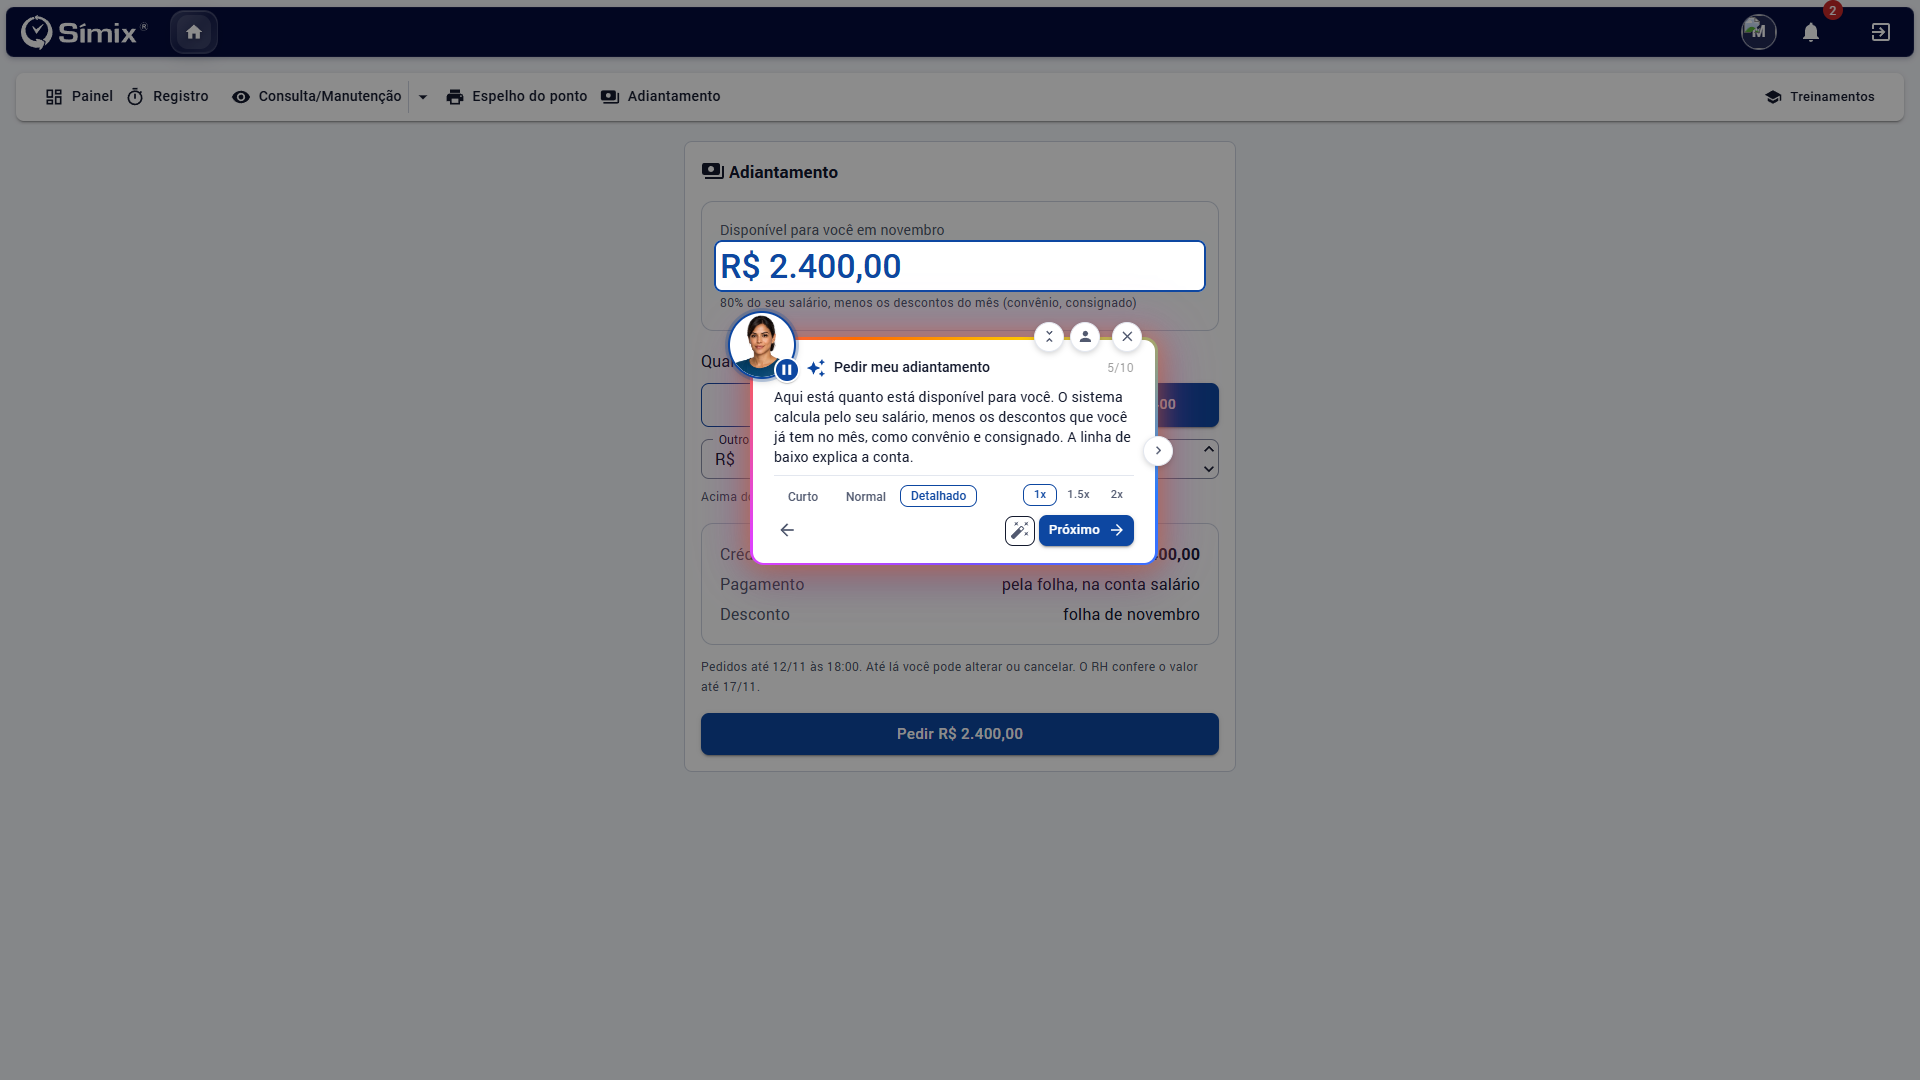 Símix®
M
2
Painel
Registro
Consulta/Manutenção
Espelho do ponto
Adiantamento
Treinamentos
Adiantamento
Disponível para você em novembro
R$ 2.400,00
80% do seu salário, menos os descontos do mês (convênio, consignado)
Pedir meu adiantamento
5/10
Aqui está quanto está disponível para você. O sistema
calcula pelo seu salário, menos os descontos que você
já tem no mês, como convênio e consignado. A linha de
baixo explica a conta.
Curto
Normal
Detalhado
1x
1.5x
2x
Próximo
R$
Acima
00,00
Pagamento
pela folha, na conta salário
Desconto
folha de novembro
Pedidos até 12/11 às 18:00. Até lá você pode alterar ou cancelar. O RH confere o valor
até 17/11.
Pedir R$ 2.400,00